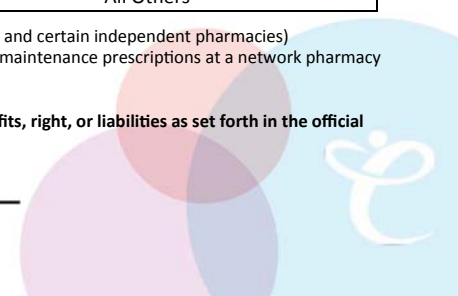 All Others
and certain independent pharmacies)
maintenance prescriptions at a network pharmacy
fits, right, or liabilities as set forth in the official